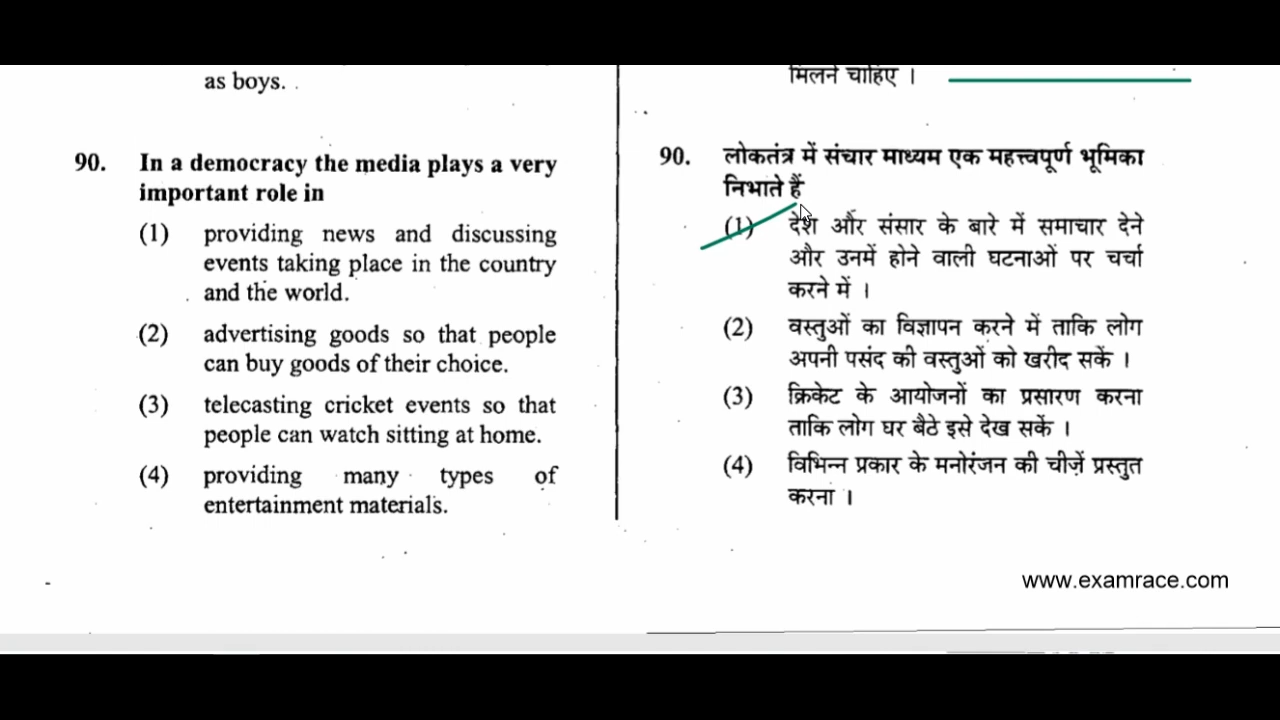 as boys.
90. In a democracy the media plays a very
important role in
(1) providing news and discussing
events taking place in the country
and the world.
(2) advertising goods so that people
can buy goods of their choice.
(3) telecasting cricket events so that
people can watch sitting at home.
(4) providing many types of
entertainment materials.
मिलने चाहिए ।
90. लोकतंत्र में संचार माध्यम एक महत्त्वपूर्ण भूमिका
निभाते हैं
(1) देश और संसार के बारे में समाचार देने
और उनमें होने वाली घटनाओं पर चर्चा
करने में ।
(2) वस्तुओं का विज्ञापन करने में ताकि लोग
अपनी पसंद की वस्तुओं को खरीद सकें ।
(3) क्रिकेट के आयोजनों का प्रसारण करना
ताकि लोग घर बैठे इसे देख सकें ।
(4) विभिन्न प्रकार के मनोरंजन की चीज़ें प्रस्तुत
करना ।
www.examrace.com